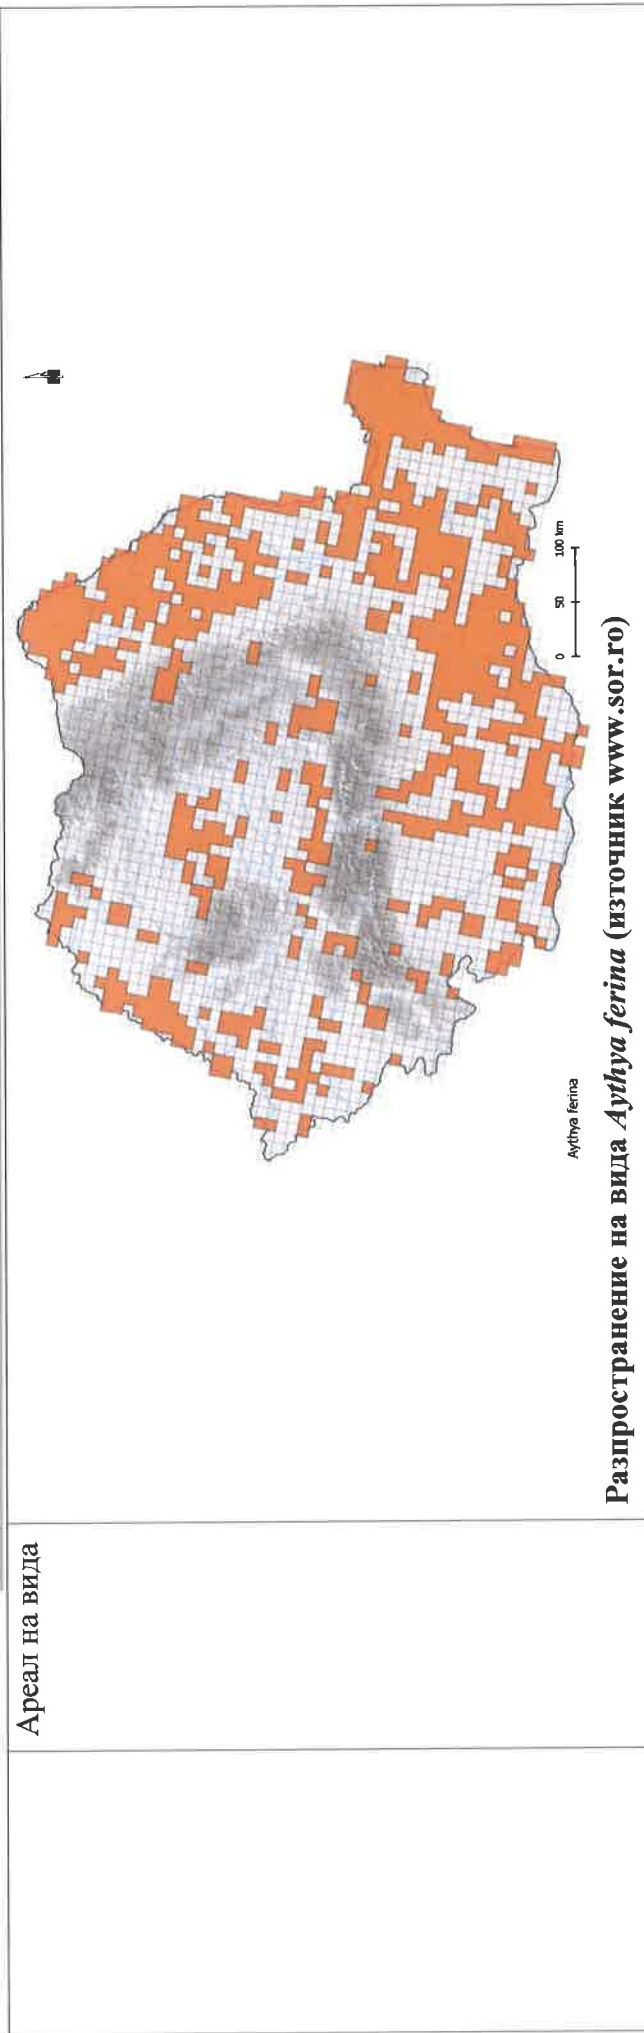 Ареал на вида
Aythya ferina
0 50 100 km
Разпространение на вида Aythya ferina (източник www.sor.ro)